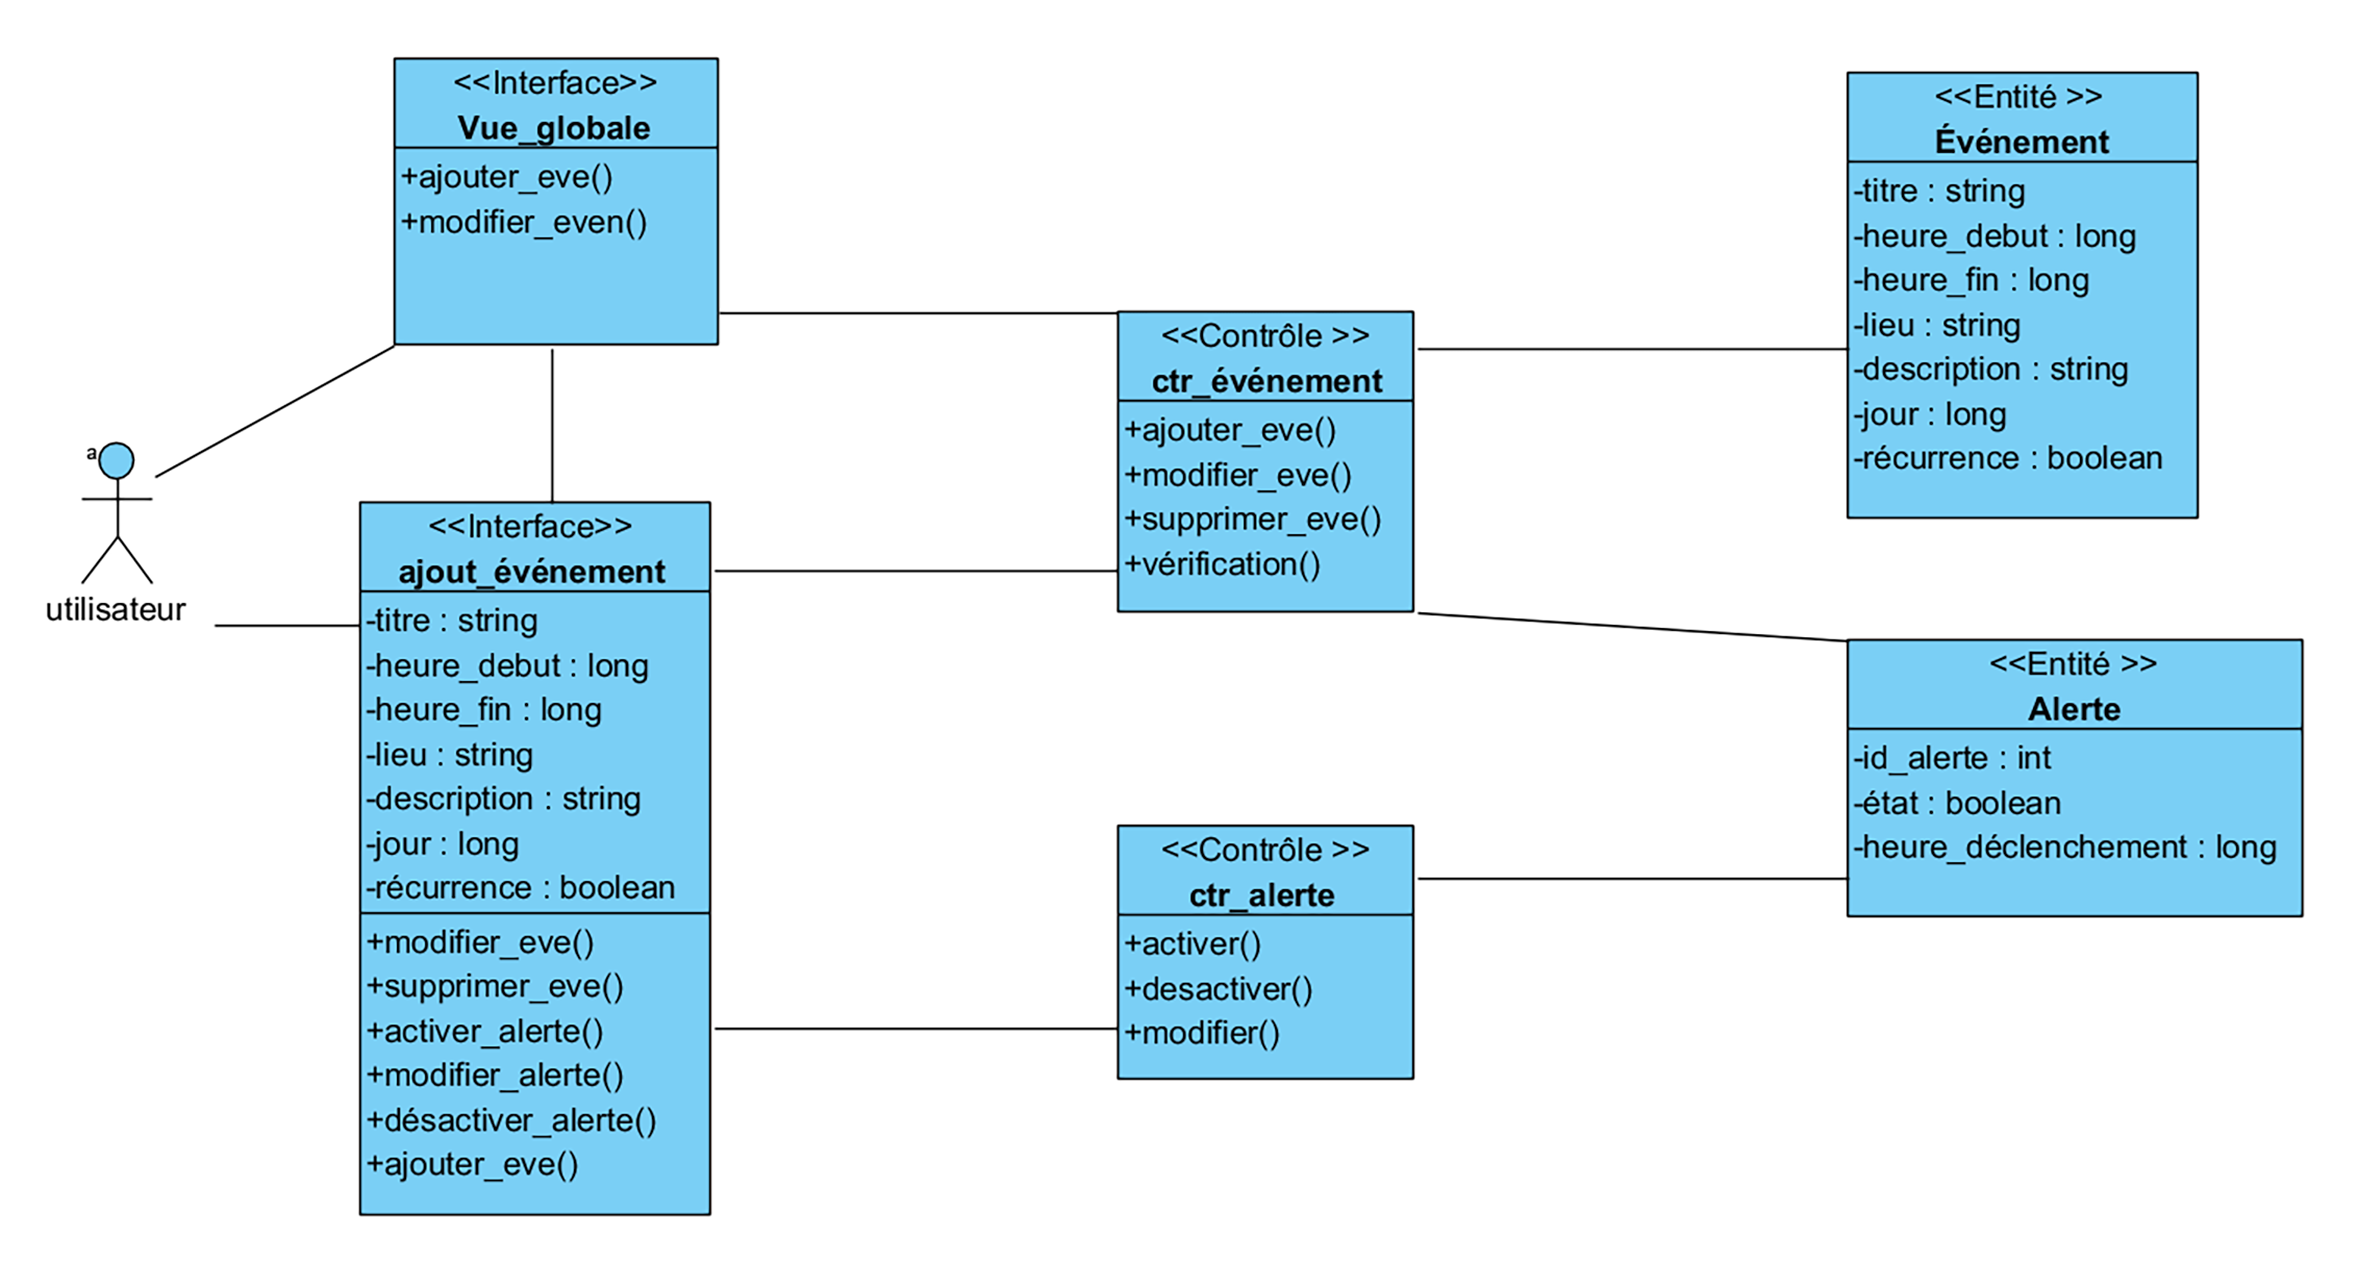 <<Interface>>
Vue_globale
+ajouter_eve()
+modifier_even()
a
utilisateur
<<Interface>>
ajout_événement
-titre : string
-heure_debut : long
-heure_fin : long
-lieu : string
-description : string
-jour : long
-récurrence : boolean
+modifier_eve()
+supprimer_eve()
+activer_alerte()
+modifier_alerte()
+désactiver_alerte()
+ajouter_eve()
<<Contrôle >>
ctr_événement
+ajouter_eve()
+modifier_eve()
+supprimer_eve()
+vérification()
<<Contrôle >>
ctr_alerte
+activer()
+desactiver()
+modifier()
<<Entité >>
Événement
-titre : string
-heure_debut : long
-heure_fin : long
-lieu : string
-description : string
-jour : long
-récurrence : boolean
<<Entité >>
Alerte
-id_alerte : int
-état : boolean
-heure_déclenchement : long